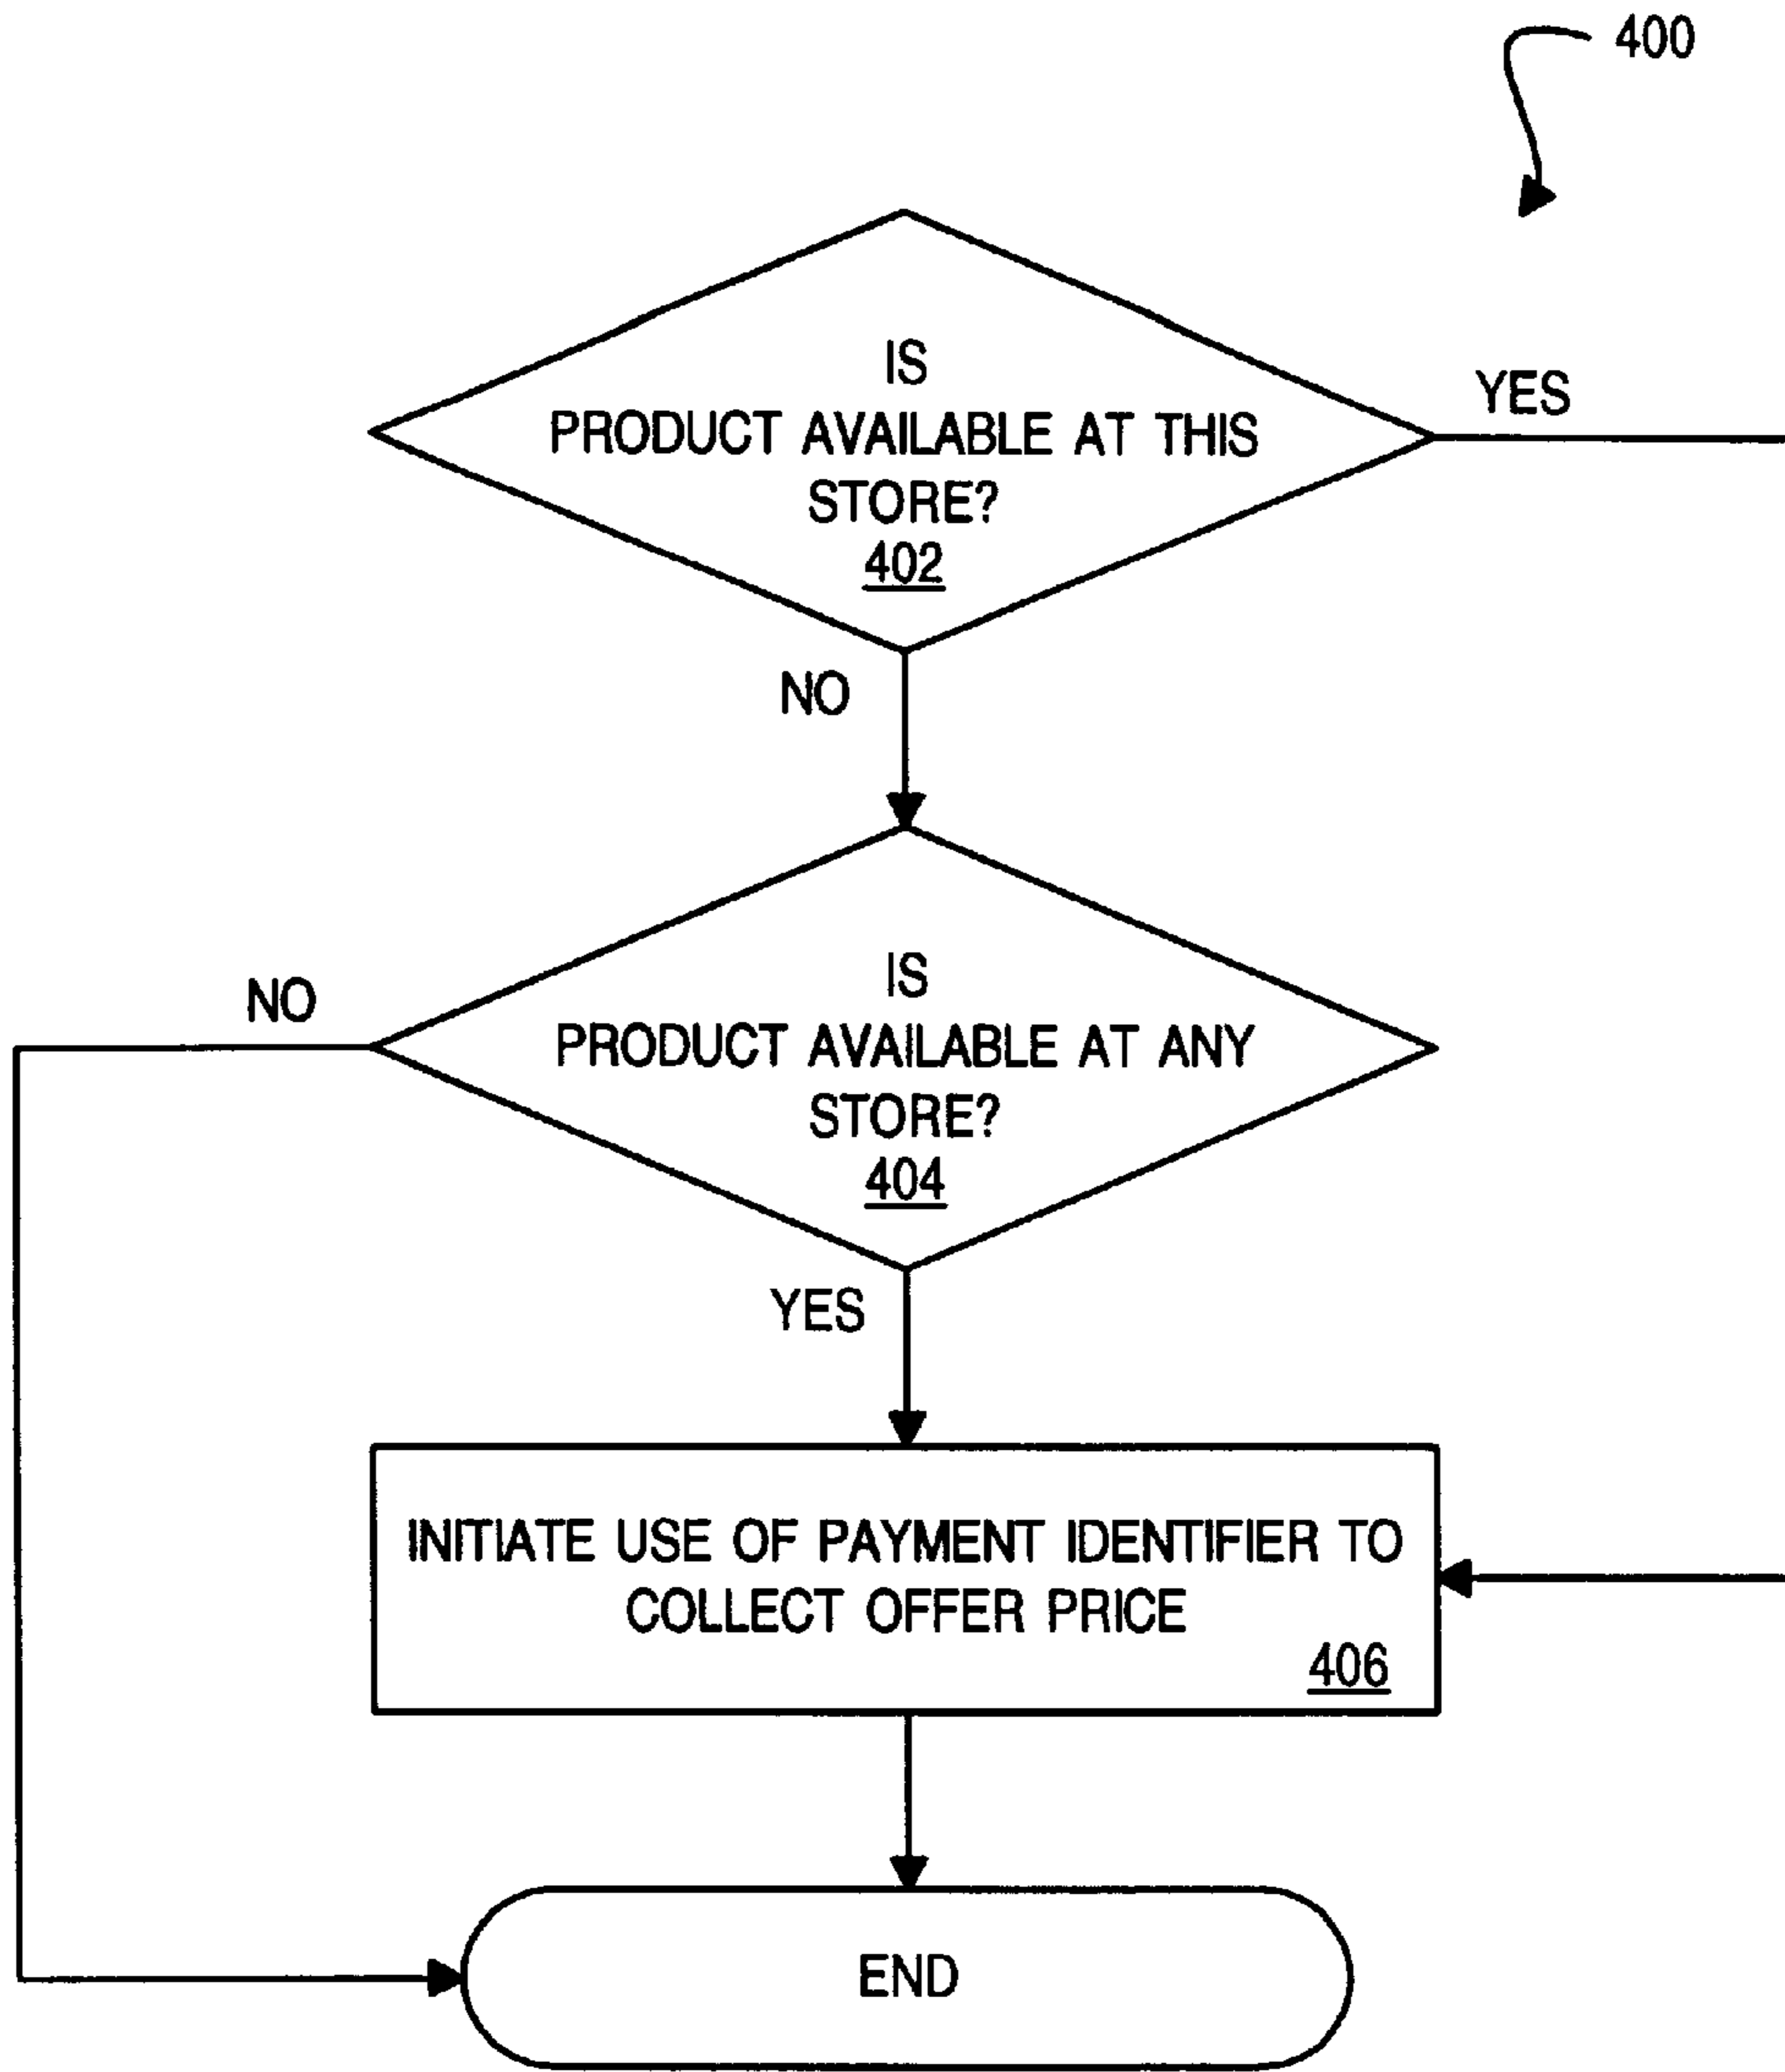 400
IS
PRODUCT AVAILABLE AT THIS
STORE?
402
YES
NO
IS
PRODUCT AVAILABLE AT ANY
STORE?
404
NO
YES
INITIATE USE OF PAYMENT IDENTIFIER TO
COLLECT OFFER PRICE
406
END